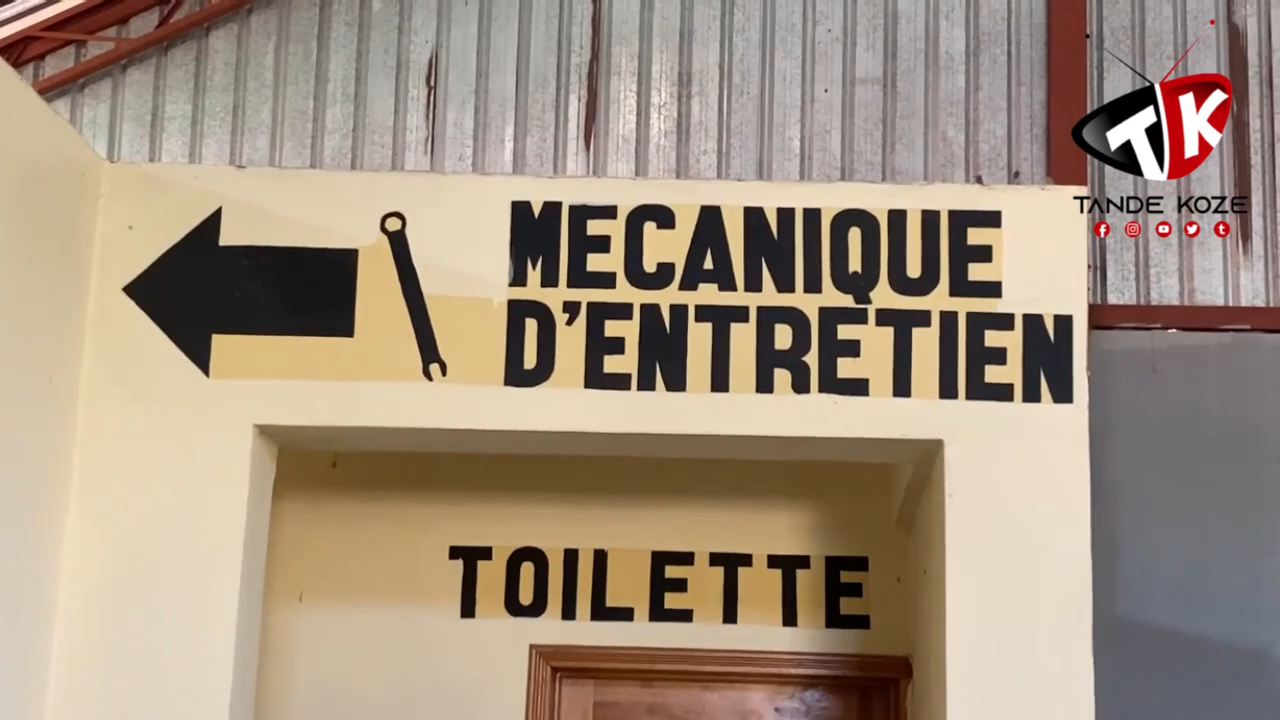 MECANIQUE
D'ENTRETIEN
TOILETTE
TK
TANDE KOZE